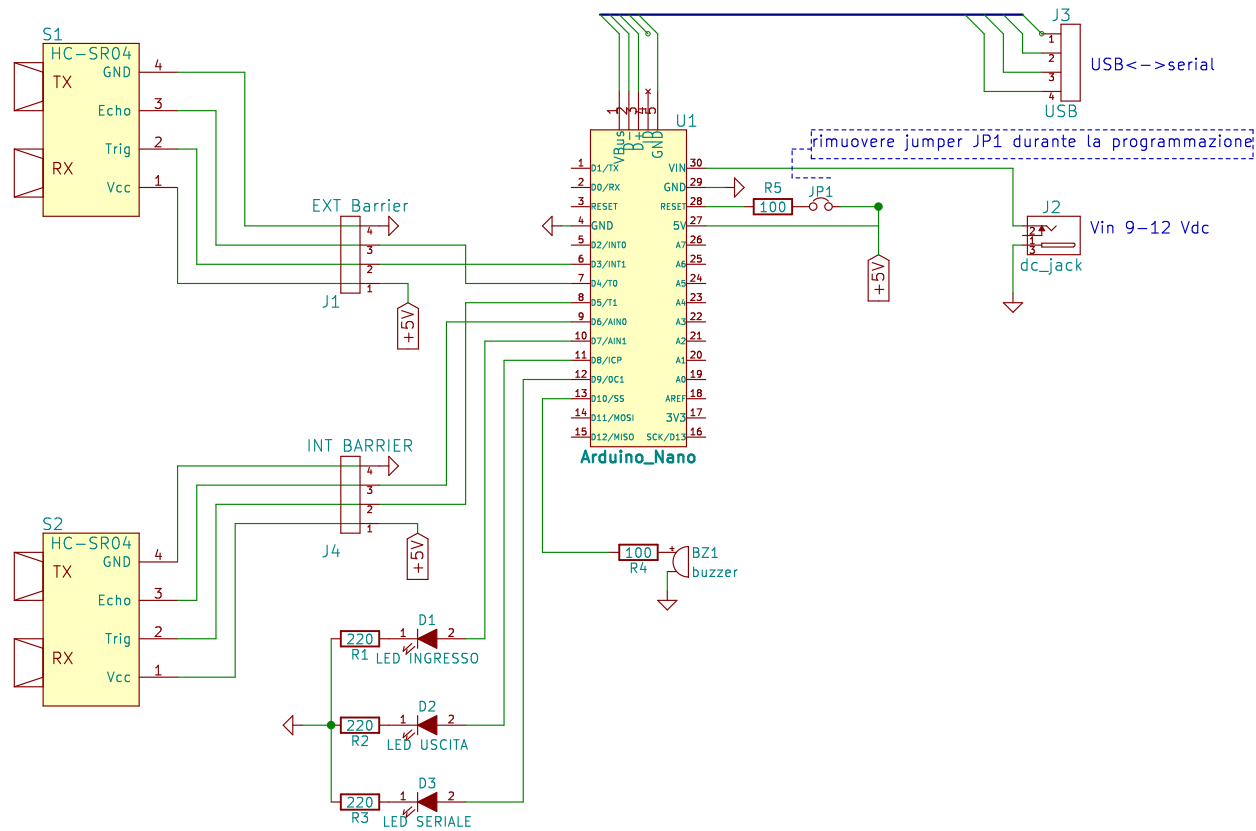 S1
HC-SR04
TX
RX
GND 4
Echo 3
Trig 2
Vcc 1
EXT Barrier
4
3
2
1
J1
+5V
S2
HC-SR04
TX
RX
GND 4
Echo 3
Trig 2
Vcc 1
INT BARRIER
4
3
2
1
J4
+5V
U1
1 2 3 4 5
VBus
D-
D+
ID
GND
1 D1/TX
2 D0/RX
3 RESET
4 GND
5 D2/INT0
6 D3/INT1
7 D4/T0
8 D5/T1
9 D6/AIN0
10 D7/AIN1
11 D8/ICP
12 D9/OC1
13 D10/SS
14 D11/MOSI
15 D12/MISO
VIN 30
GND 29
RESET 28
5V 27
A7 26
A6 25
A5 24
A4 23
A3 22
A2 21
A1 20
A0 19
AREF 18
3V3 17
SCK/D13 16
Arduino_Nano
J3
1
2
3
4
USB
USB<->serial
rimuovere jumper JP1 durante la programmazione
R5
100
JP1
+5V
J2
2
1
3
dc_jack
Vin 9-12 Vdc
100
R4
+
BZ1
buzzer
D1
220
R1
1 2
LED INGRESSO
D2
220
R2
1 2
LED USCITA
D3
220
R3
1 2
LED SERIALE